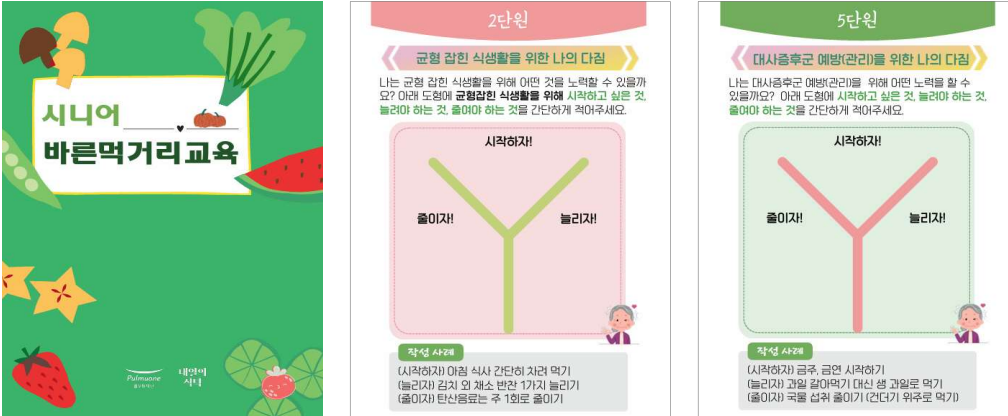 시니어
바른먹거리교육
Pulmuone
내일의
식탁
2단원
균형 잡힌 식생활을 위한 나의 다짐
나는 균형 잡힌 식생활을 위해 어떤 것을 노력할 수 있을까
요? 아래 도형에 균형잡힌 식생활을 위해 시작하고 싶은 것,
늘려야 하는 것, 줄여야 하는 것을 간단하게 적어주세요.
시작하자!
줄이자!
늘리자!
작성 사례
(시작하자) 아침 식사 간단히 차려 먹기
(늘리자) 김치 외 채소 반찬 1가지 늘리기
(줄이자) 탄산음료는 주 1회로 줄이기
5단원
대사증후군 예방(관리)을 위한 나의 다짐
나는 대사증후군 예방(관리)을 위해 어떤 노력을 할 수
있을까요? 아래 도형에 시작하고 싶은 것, 늘려야 하는 것,
줄여야 하는 것을 간단하게 적어주세요.
시작하자!
줄이자!
늘리자!
작성 사례
(시작하자) 금주, 금연 시작하기
(늘리자) 과일 갈아먹기 대신 생 과일로 먹기
(줄이자) 국물 섭취 줄이기 (건더기 위주로 먹기)